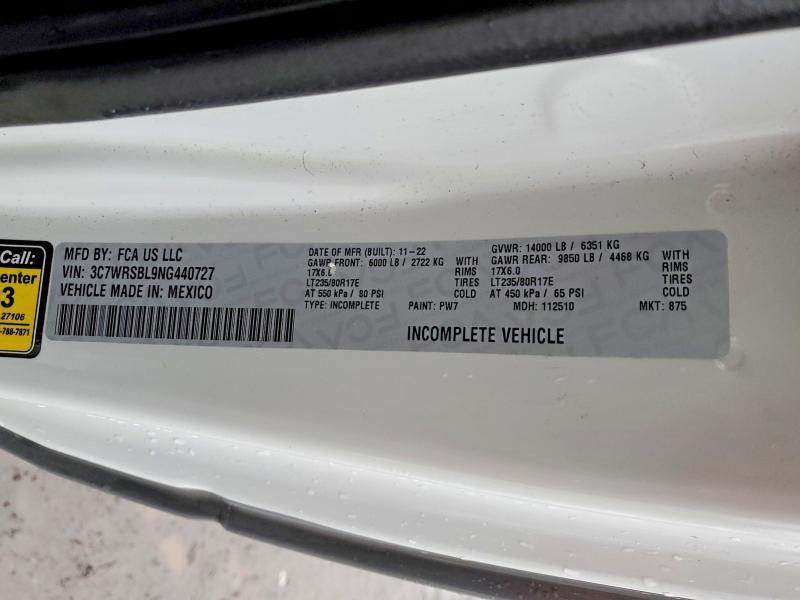 Call:
enter
3
27106
-788-7871
MFD BY: FCA US LLC
VIN: 3C7WRSBL9NG440727
VEHICLE MADE IN: MEXICO
DATE OF MFR (BUILT): 11-22
GAWR FRONT: 6000 LB / 2722 KG WITH
17X6.0 RIMS
LT235/80R17E TIRES
AT 550 kPa / 80 PSI COLD
TYPE: INCOMPLETE PAINT: PW7
GVWR: 14000 LB / 6351 KG
GAWR REAR: 9850 LB / 4468 KG WITH
17X6.0 RIMS
LT235/80R17E TIRES
AT 450 kPa / 65 PSI COLD
MDH: 112510 MKT: 875
INCOMPLETE VEHICLE